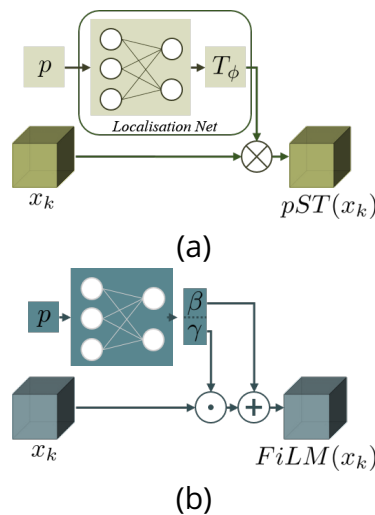 p
T_ϕ
Localisation Net
x_k
pST(x_k)
(a)
p
β
γ
x_k
FiLM(x_k)
(b)